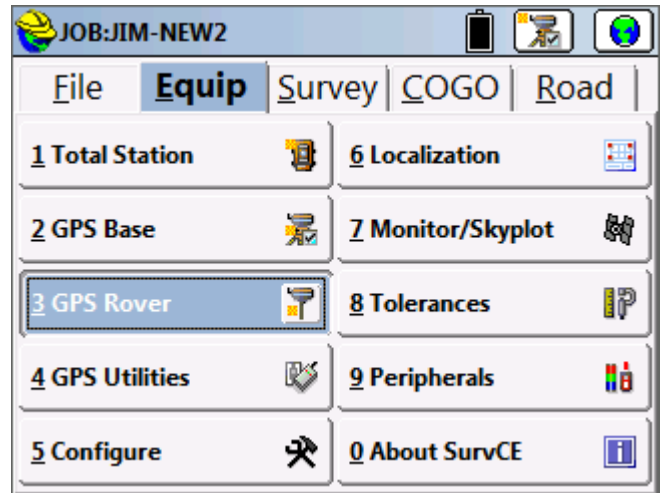 JOB:JIM-NEW2
File Equip Survey COGO Road
1 Total Station
2 GPS Base
3 GPS Rover
4 GPS Utilities
5 Configure
6 Localization
7 Monitor/Skyplot
8 Tolerances
9 Peripherals
0 About SurvCE